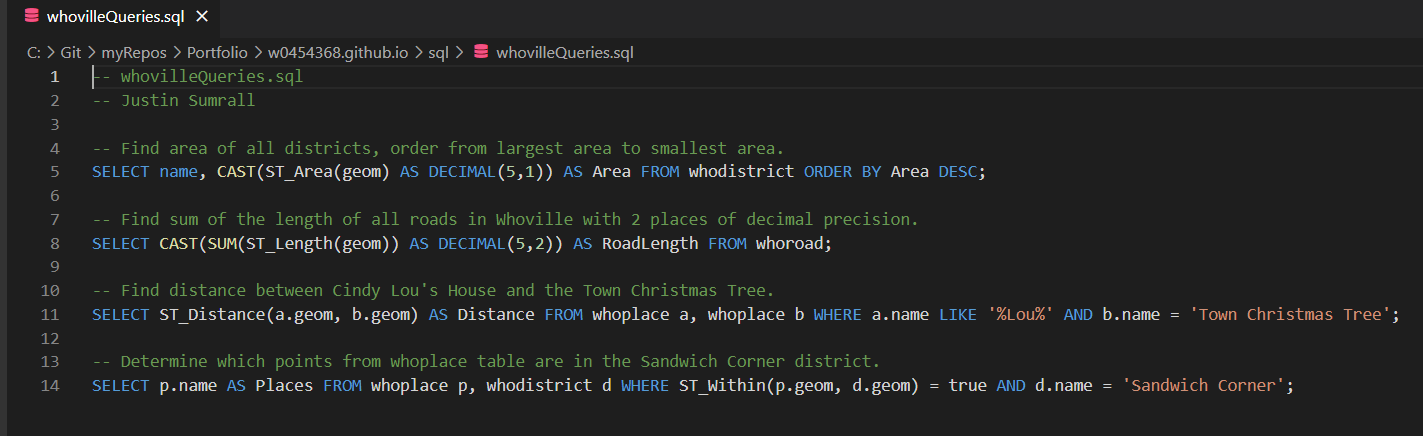 whovilleQueries.sql
C: > Git > myRepos > Portfolio > w0454368.github.io > sql > whovilleQueries.sql
1 -- whovilleQueries.sql
2 -- Justin Sumrall
3
4 -- Find area of all districts, order from largest area to smallest area.
5 SELECT name, CAST(ST_Area(geom) AS DECIMAL(5,1)) AS Area FROM whodistrict ORDER BY Area DESC;
6
7 -- Find sum of the length of all roads in Whoville with 2 places of decimal precision.
8 SELECT CAST(SUM(ST_Length(geom)) AS DECIMAL(5,2)) AS RoadLength FROM whoroad;
9
10 -- Find distance between Cindy Lou's House and the Town Christmas Tree.
11 SELECT ST_Distance(a.geom, b.geom) AS Distance FROM whoplace a, whoplace b WHERE a.name LIKE '%Lou%' AND b.name = 'Town Christmas Tree';
12
13 -- Determine which points from whoplace table are in the Sandwich Corner district.
14 SELECT p.name AS Places FROM whoplace p, whodistrict d WHERE ST_Within(p.geom, d.geom) = true AND d.name = 'Sandwich Corner';